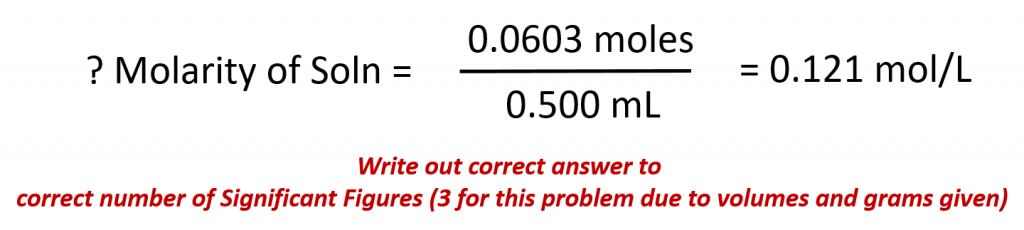 0.0603 moles
? Molarity of Soln = = 0.121 mol/L
0.500 mL
Write out correct answer to
correct number of Significant Figures (3 for this problem due to volumes and grams given)